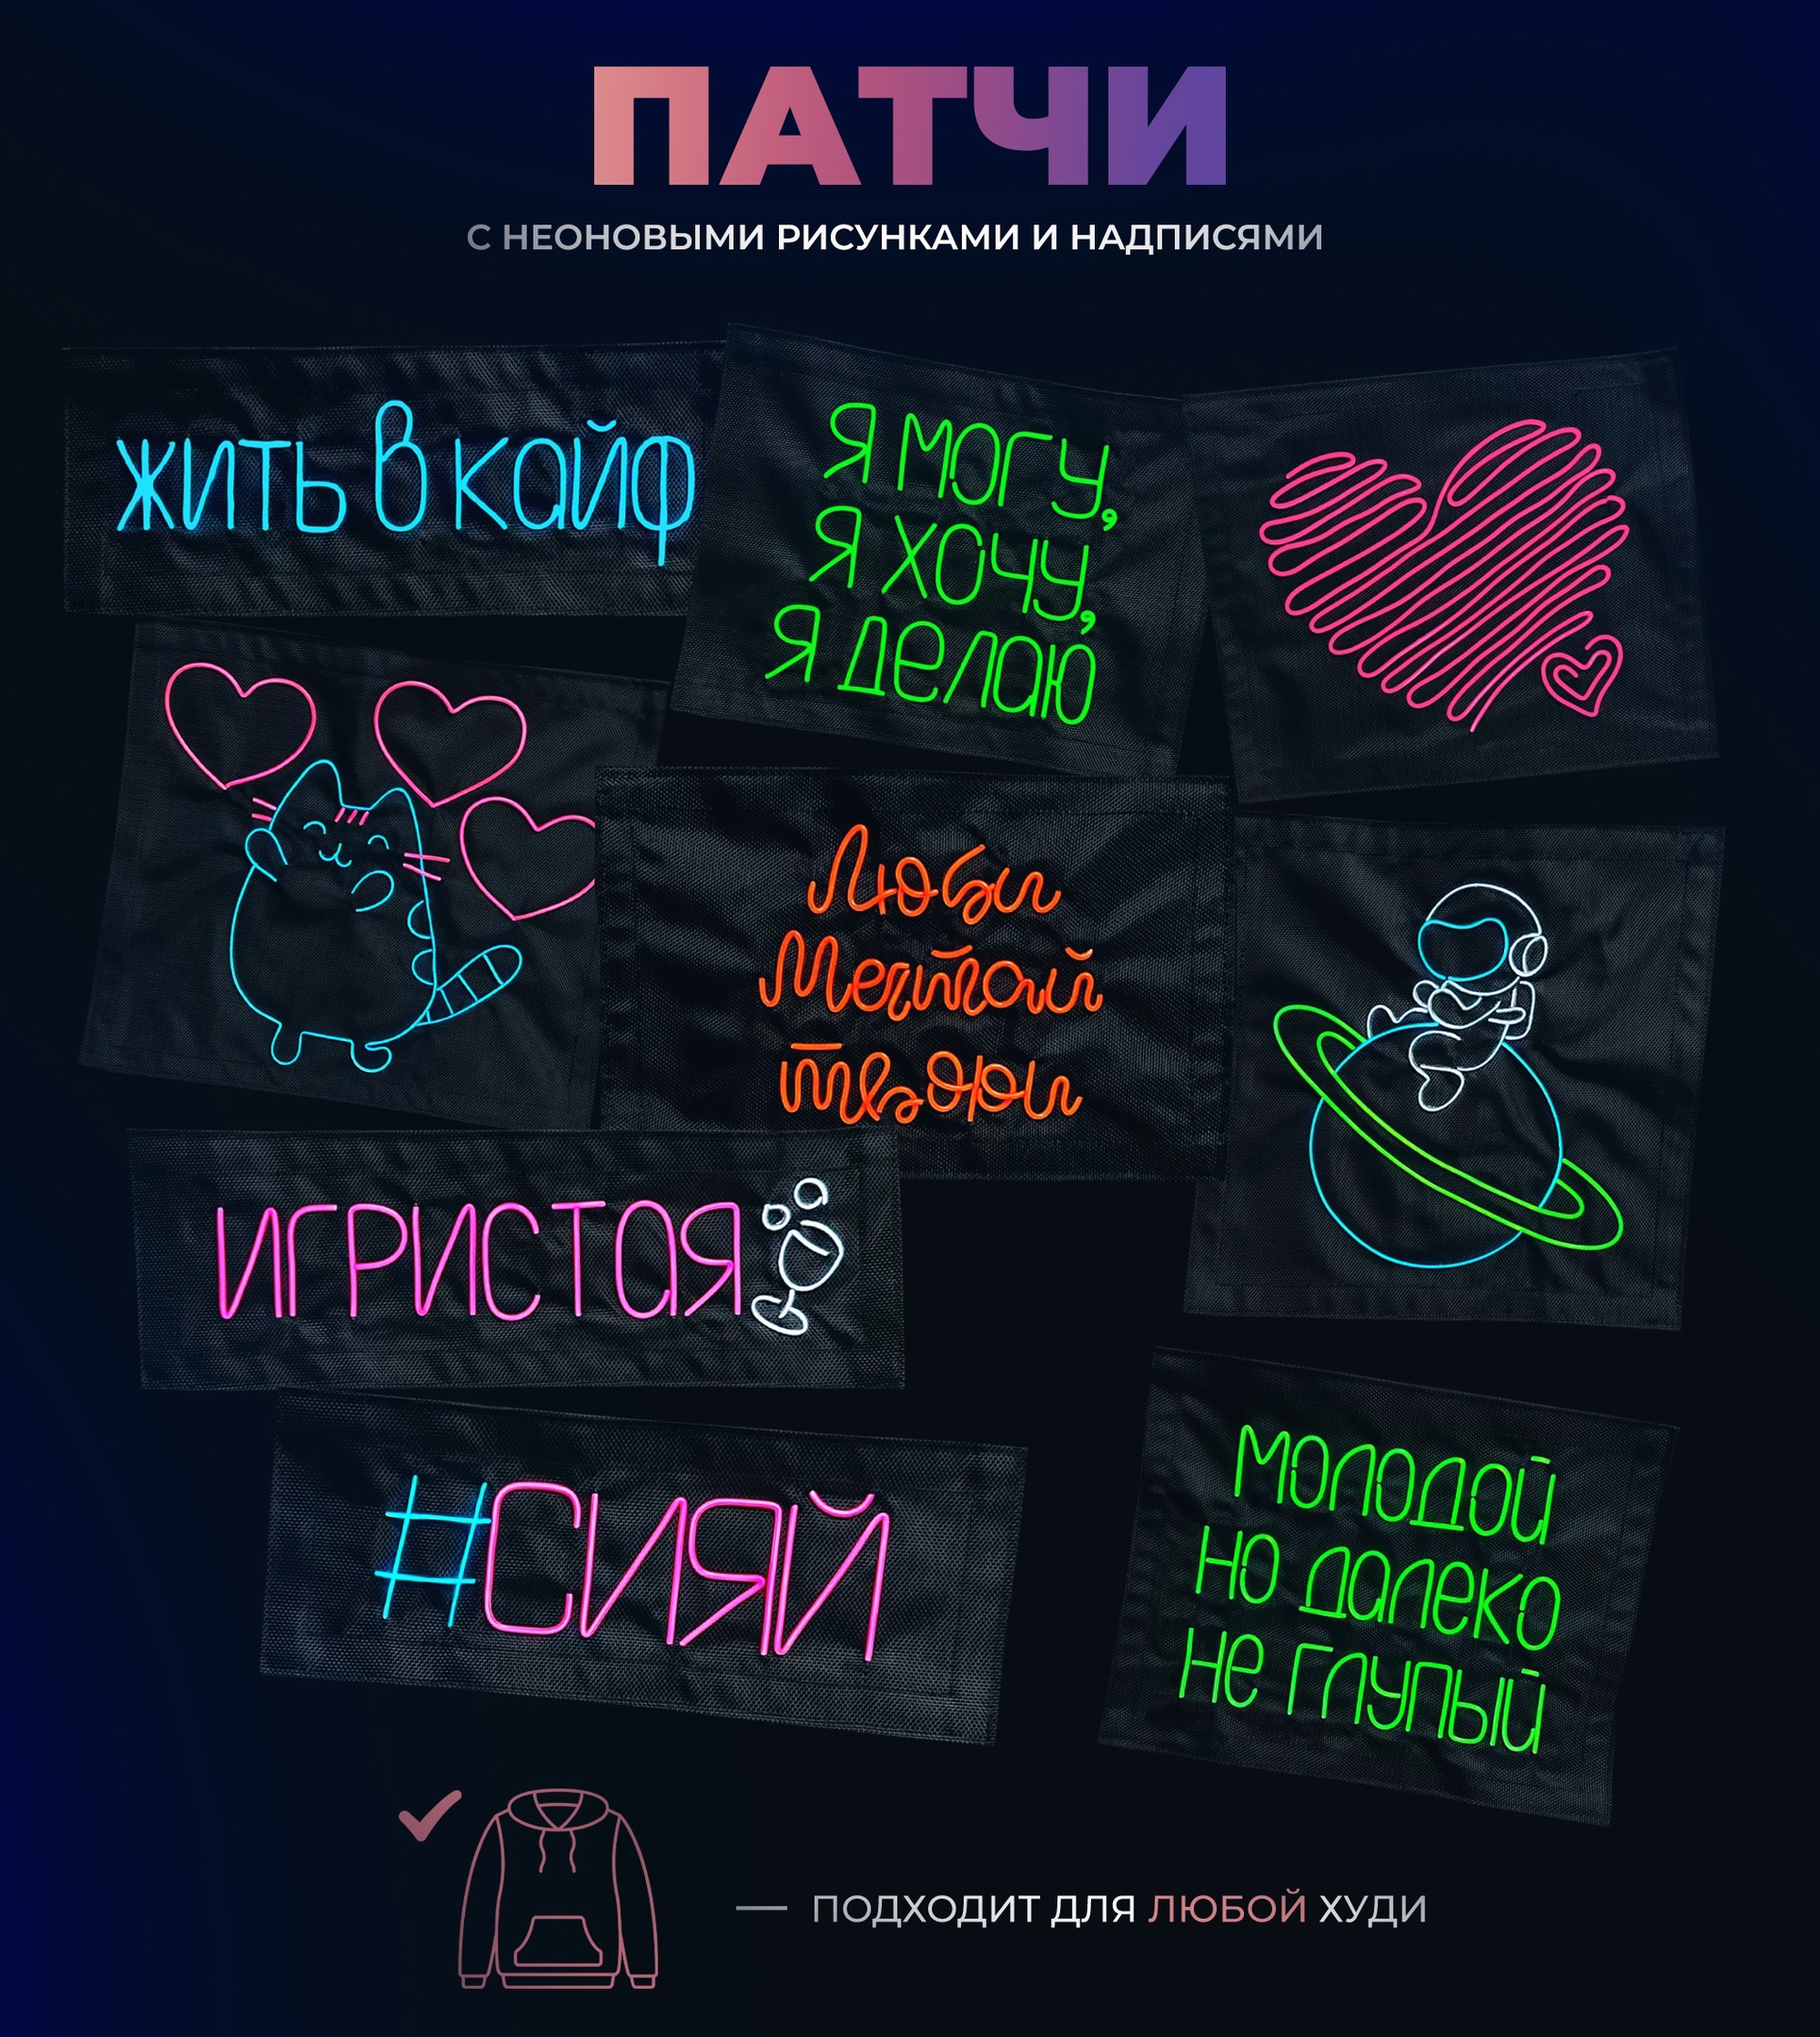 ПАТЧИ
С НЕОНОВЫМИ РИСУНКАМИ И НАДПИСЯМИ
жить в кайф
Я МОГУ,
Я ХОЧУ,
Я делаю
Люби
Мечтай
твори
ИГРИСТАЯ
#СИЯЙ
молодой
но далеко
не глупый
— ПОДХОДИТ ДЛЯ ЛЮБОЙ ХУДИ